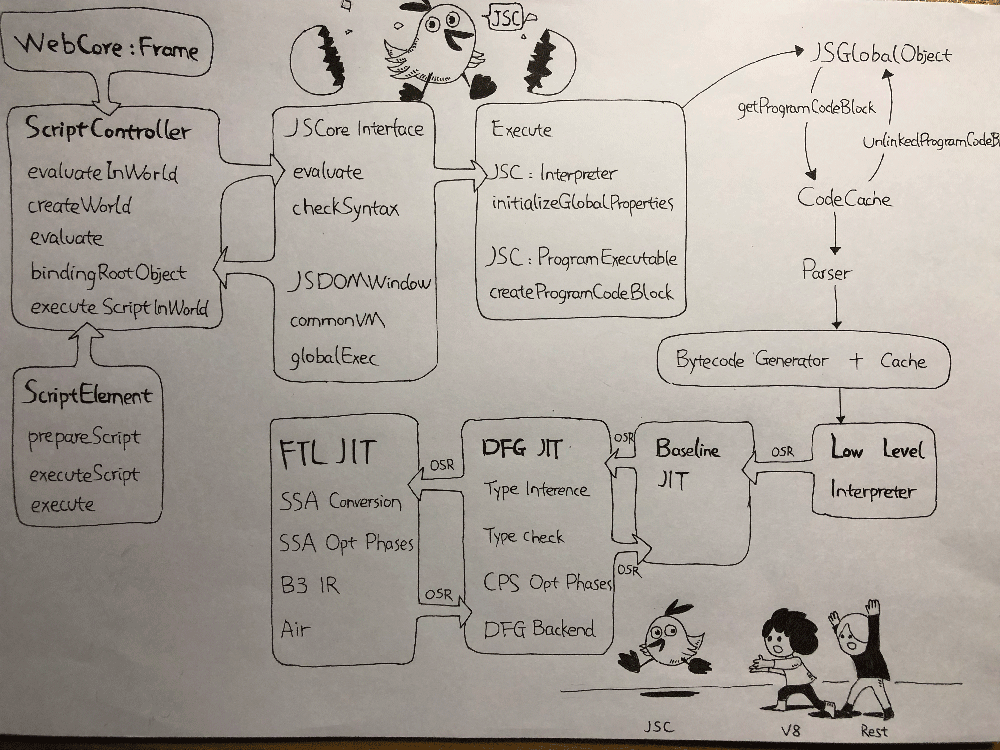 WebCore : Frame
ScriptController
evaluateInWorld
createWorld
evaluate
bindingRootObject
executeScriptInWorld
ScriptElement
prepareScript
executeScript
execute
JSC
JSCore Interface
evaluate
checkSyntax
JSDOMWindow
commonVM
globalExec
Execute
JSC : Interpreter
initializeGlobalProperties
JSC : ProgramExecutable
createProgramCodeBlock
JSGlobalObject
getProgramCodeBlock
UnlinkedProgramCodeB
CodeCache
Parser
Bytecode Generator + Cache
Low Level
Interpreter
OSR
Baseline
JIT
OSR
OSR
DFG JIT
Type Inference
Type check
CPS Opt Phases
DFG Backend
OSR
OSR
FTL JIT
SSA Conversion
SSA Opt Phases
B3 IR
Air
JSC
V8
Rest